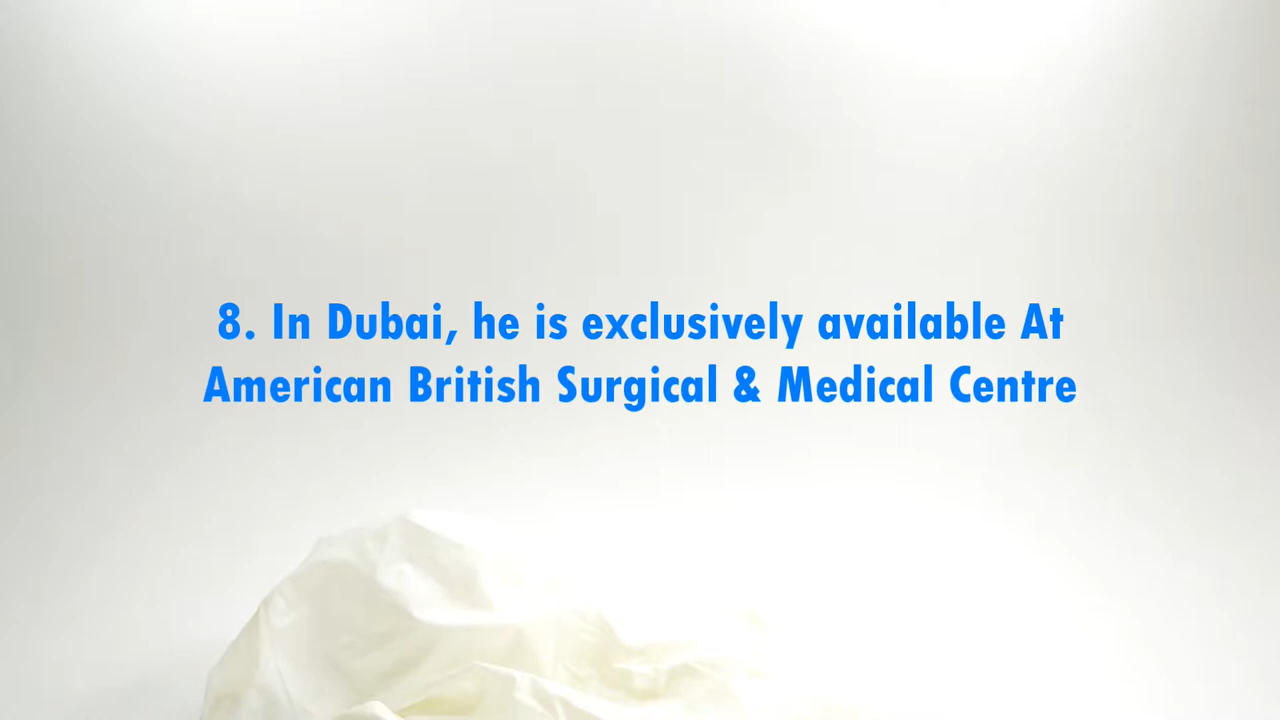 8. In Dubai, he is exclusively available At
American British Surgical & Medical Centre